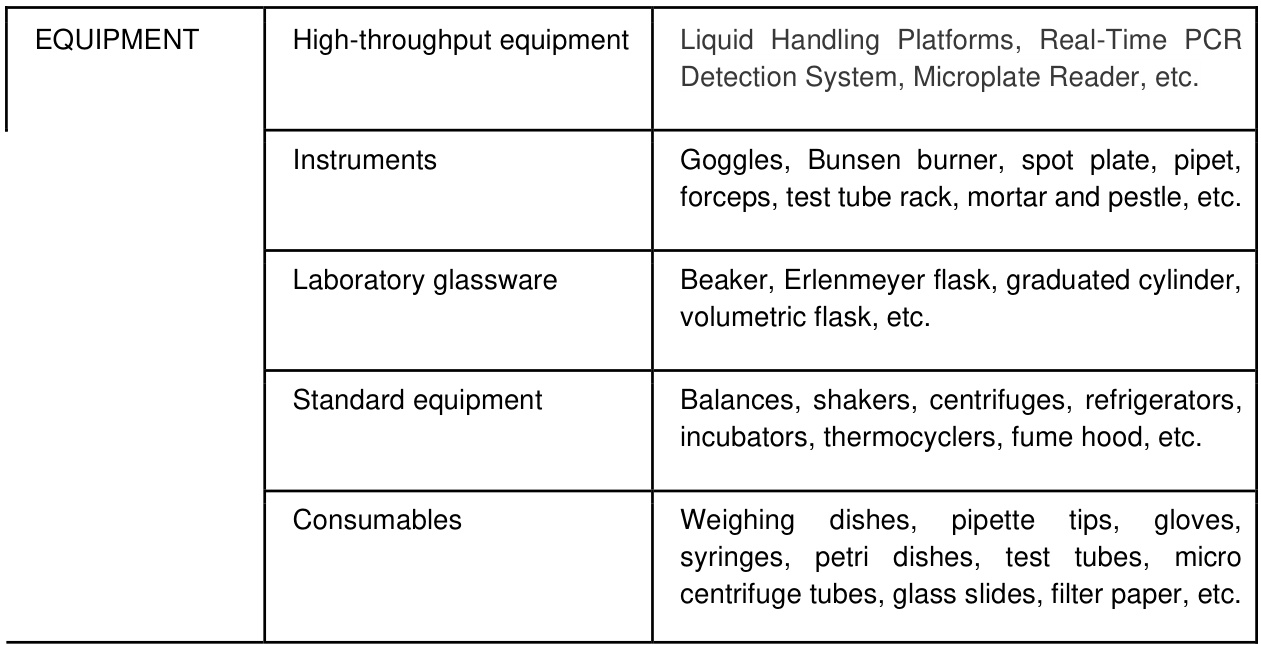 EQUIPMENT
High-throughput equipment
Liquid Handling Platforms, Real-Time PCR
Detection System, Microplate Reader, etc.
Instruments
Goggles, Bunsen burner, spot plate, pipet,
forceps, test tube rack, mortar and pestle, etc.
Laboratory glassware
Beaker, Erlenmeyer flask, graduated cylinder,
volumetric flask, etc.
Standard equipment
Balances, shakers, centrifuges, refrigerators,
incubators, thermocyclers, fume hood, etc.
Consumables
Weighing dishes, pipette tips, gloves,
syringes, petri dishes, test tubes, micro
centrifuge tubes, glass slides, filter paper, etc.